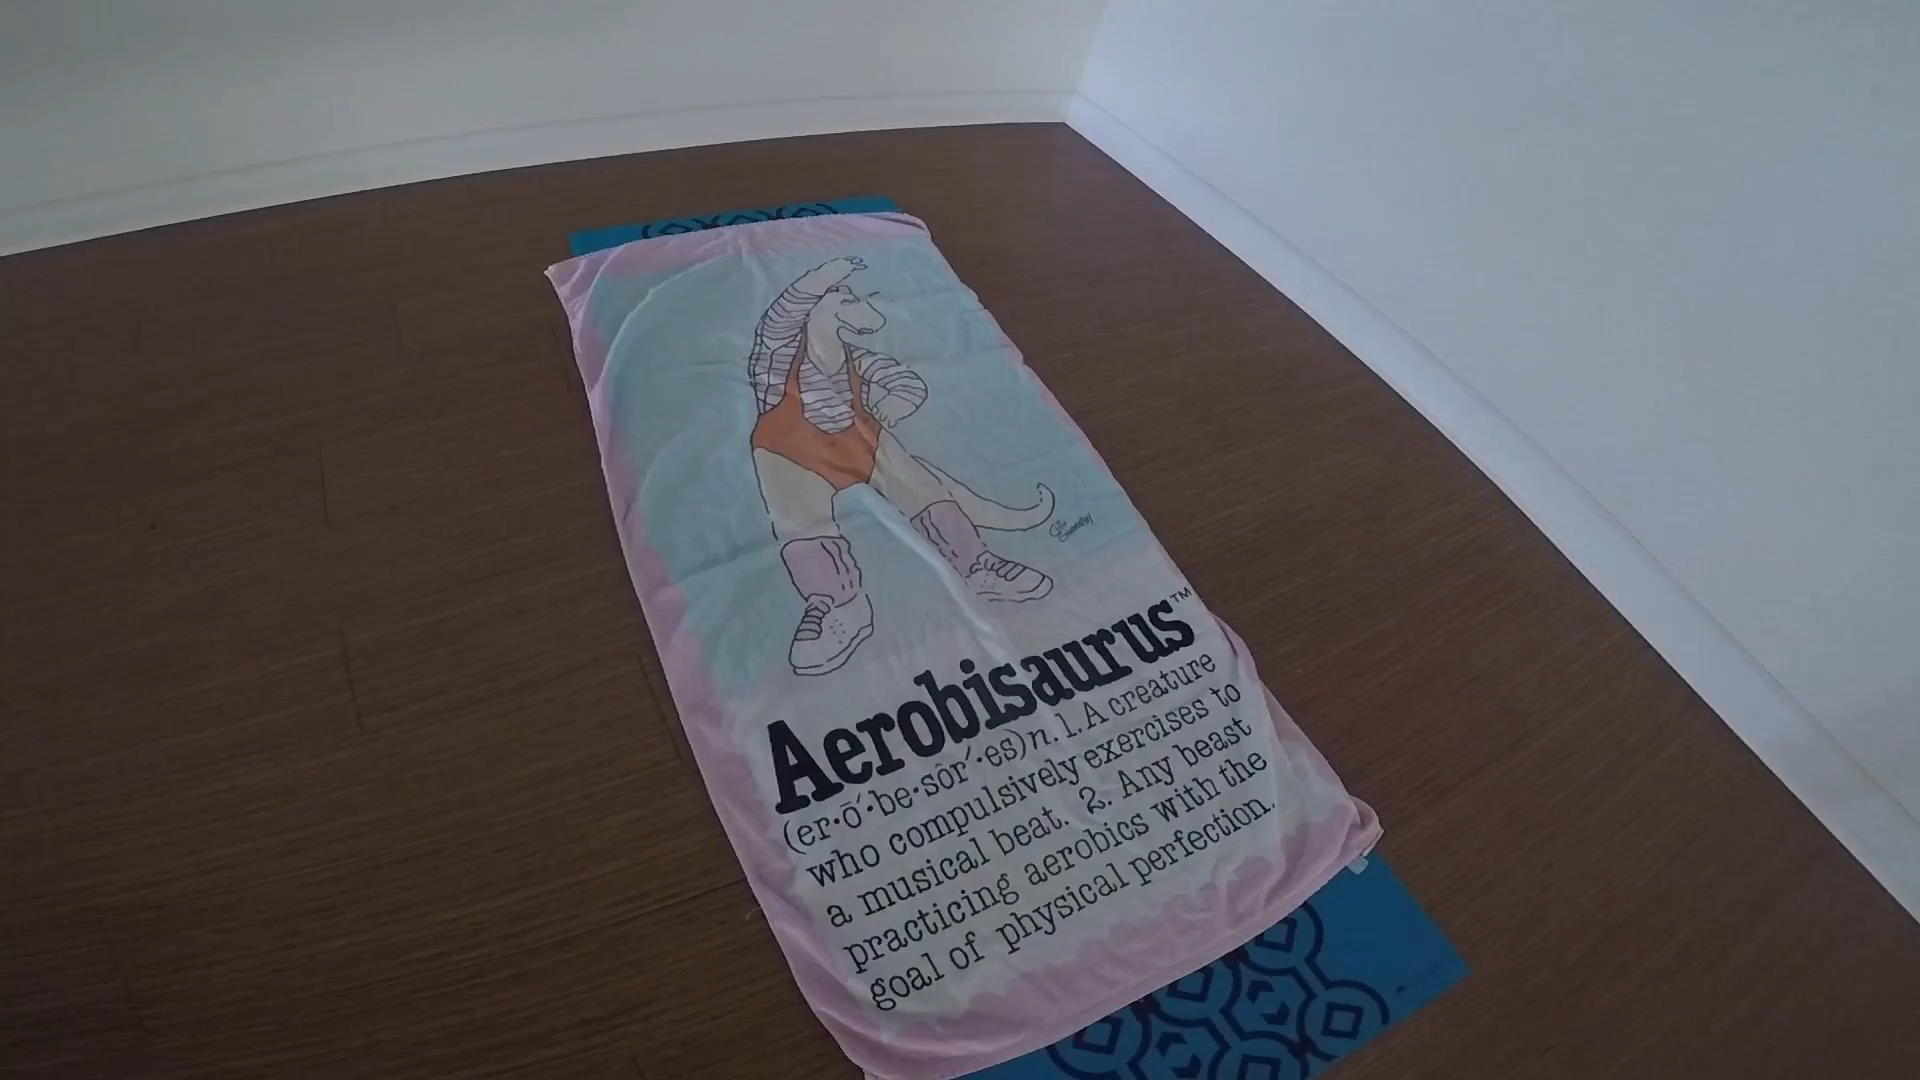 Aerobisaurus™
(er·ō′·be·sôr′·es) n. 1. A creature
who compulsively exercises to
a musical beat. 2. Any beast
practicing aerobics with the
goal of physical perfection.